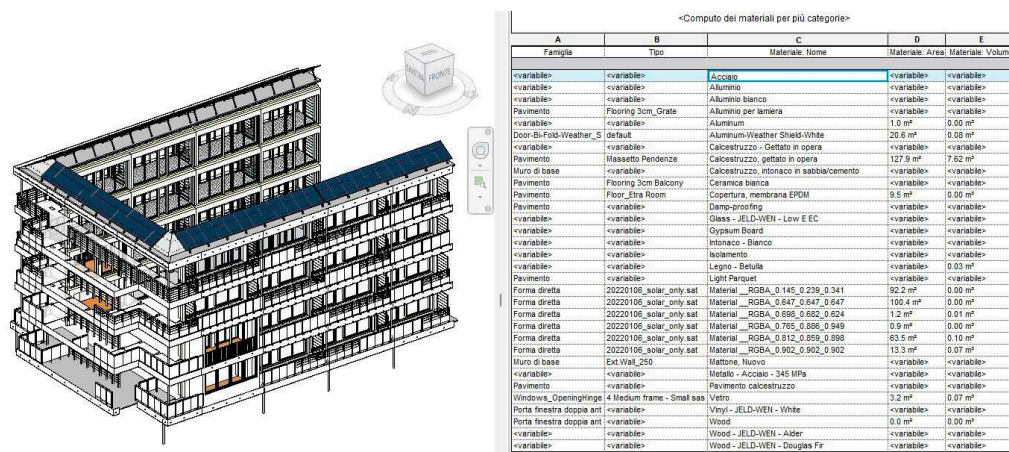 <Computo dei materiali per più categorie>
A B C D E
Famiglia Tipo Materiale: Nome Materiale: Area Materiale: Volum
<variabile> <variabile> Acciaio <variabile> <variabile>
<variabile> <variabile> Alluminio <variabile> <variabile>
<variabile> <variabile> Alluminio bianco <variabile> <variabile>
Pavimento Flooring 3cm_Grate Alluminio per lamiera <variabile> <variabile>
<variabile> <variabile> Aluminum 1.0 m² 0.00 m³
Door-Bi-Fold-Weather_S default Aluminum-Weather Shield-White 20.6 m² 0.08 m³
<variabile> <variabile> Calcestruzzo - Gettato in opera <variabile> <variabile>
Pavimento Massetto Pendenze Calcestruzzo, gettato in opera 127.9 m² 7.62 m³
Muro di base <variabile> Calcestruzzo, intonaco in sabbia/cemento <variabile> <variabile>
Pavimento Flooring 3cm Balcony Ceramica bianca <variabile> <variabile>
Pavimento Floor_Etra Room Copertura, membrana EPDM 9.5 m² 0.00 m³
Pavimento <variabile> Damp-proofing <variabile> <variabile>
<variabile> <variabile> Glass - JELD-WEN - Low E EC <variabile> <variabile>
<variabile> <variabile> Gypsum Board <variabile> <variabile>
<variabile> <variabile> Intonaco - Bianco <variabile> <variabile>
<variabile> <variabile> Isolamento <variabile> <variabile>
<variabile> <variabile> Legno - Betulla <variabile> 0.03 m³
Pavimento <variabile> Light Parquet <variabile> <variabile>
Forma diretta 20220106_solar_only.sat Material __RGBA_0.145_0.239_0.341 92.2 m² 0.00 m³
Forma diretta 20220106_solar_only.sat Material __RGBA_0.647_0.647_0.647 100.4 m² 0.00 m³
Forma diretta 20220106_solar_only.sat Material __RGBA_0.698_0.682_0.624 1.2 m² 0.01 m³
Forma diretta 20220106_solar_only.sat Material __RGBA_0.765_0.886_0.949 0.9 m² 0.00 m³
Forma diretta 20220106_solar_only.sat Material __RGBA_0.812_0.859_0.898 63.5 m² 0.10 m³
Forma diretta 20220106_solar_only.sat Material __RGBA_0.902_0.902_0.902 13.3 m² 0.07 m³
Muro di base Ext.Wall_250 Mattone, Nuovo <variabile> <variabile>
<variabile> <variabile> Metallo - Acciaio - 345 MPa <variabile> <variabile>
Pavimento <variabile> Pavimento calcestruzzo <variabile> <variabile>
Windows_OpeningHinge 4 Medium frame - Small sas Vetro 3.2 m² 0.07 m³
Porta finestra doppia ant <variabile> Vinyl - JELD-WEN - White <variabile> <variabile>
Porta finestra doppia ant <variabile> Wood 0.0 m² 0.00 m³
<variabile> <variabile> Wood - JELD-WEN - Alder <variabile> <variabile>
<variabile> <variabile> Wood - JELD-WEN - Douglas Fir <variabile> <variabile>
FRONTE